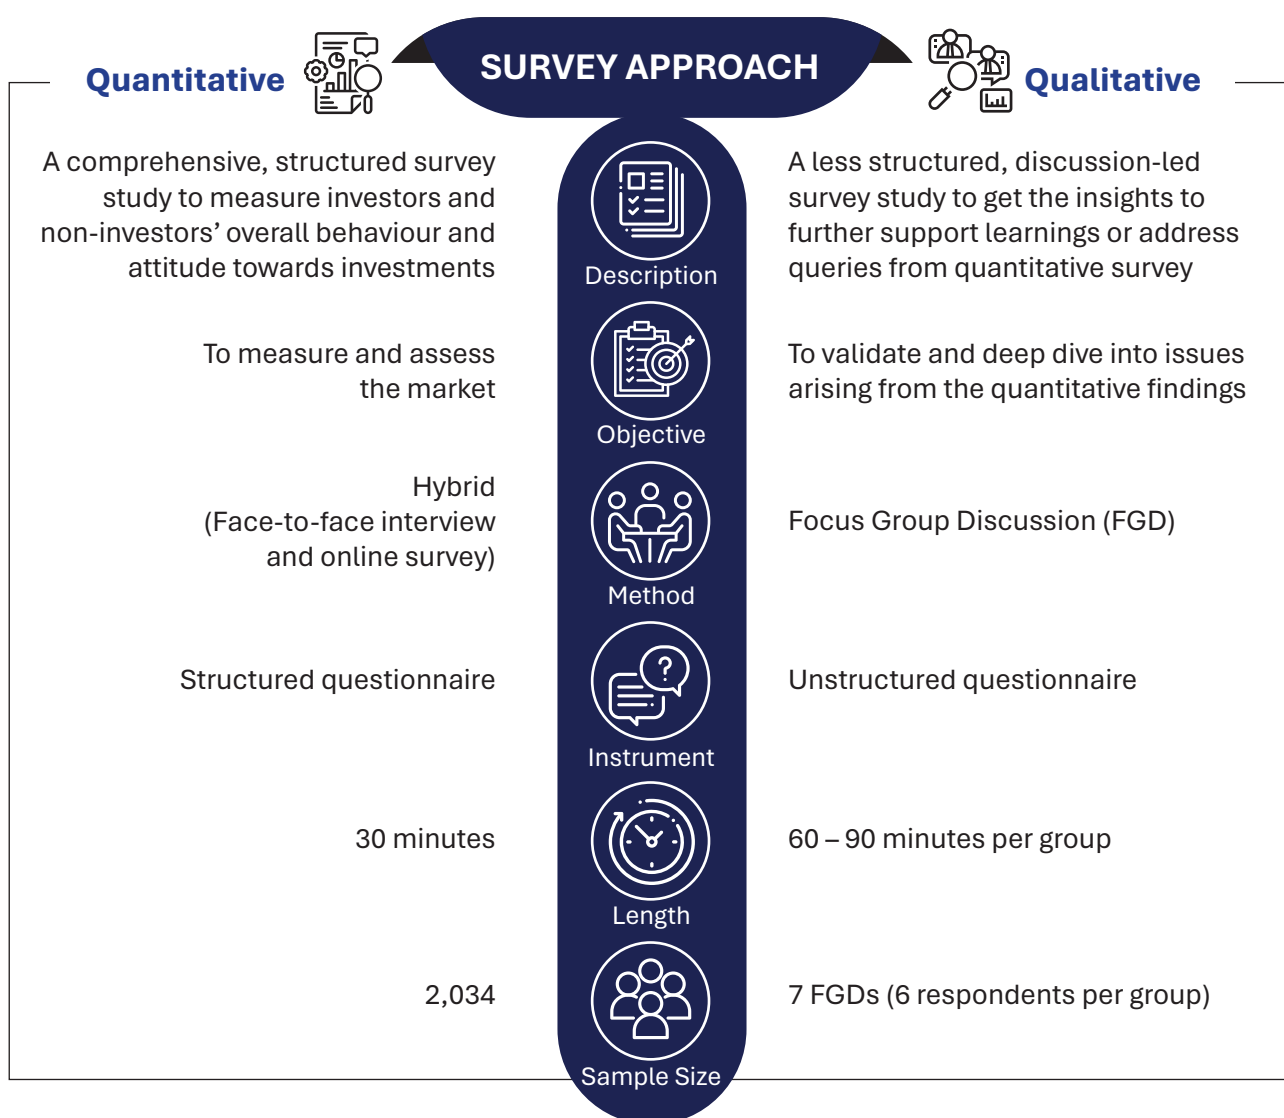 SURVEY APPROACH
Quantitative
Qualitative
A comprehensive, structured survey
study to measure investors and
non-investors’ overall behaviour and
attitude towards investments
Description
A less structured, discussion-led
survey study to get the insights to
further support learnings or address
queries from quantitative survey
To measure and assess
the market
Objective
To validate and deep dive into issues
arising from the quantitative findings
Hybrid
(Face-to-face interview
and online survey)
Method
Focus Group Discussion (FGD)
Structured questionnaire
?
Instrument
Unstructured questionnaire
30 minutes
Length
60 – 90 minutes per group
2,034
Sample Size
7 FGDs (6 respondents per group)